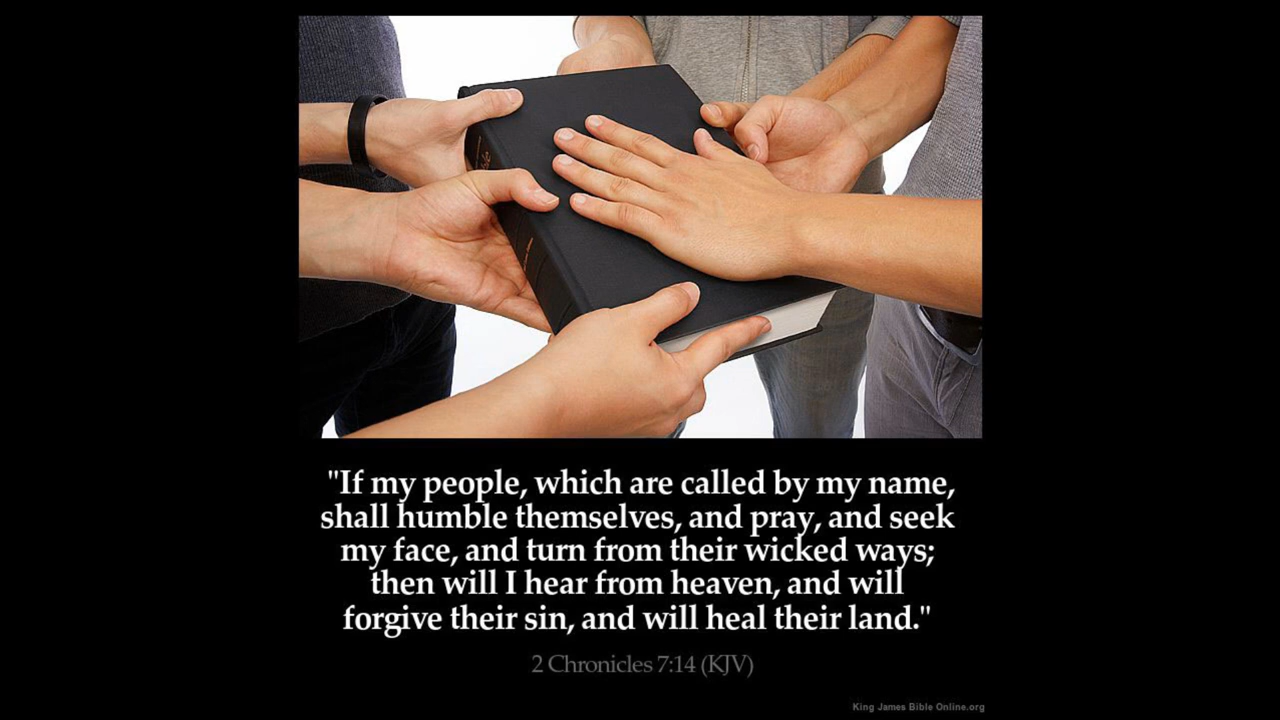 "If my people, which are called by my name,
shall humble themselves, and pray, and seek
my face, and turn from their wicked ways;
then will I hear from heaven, and will
forgive their sin, and will heal their land."
2 Chronicles 7:14 (KJV)
King James Bible Online.org